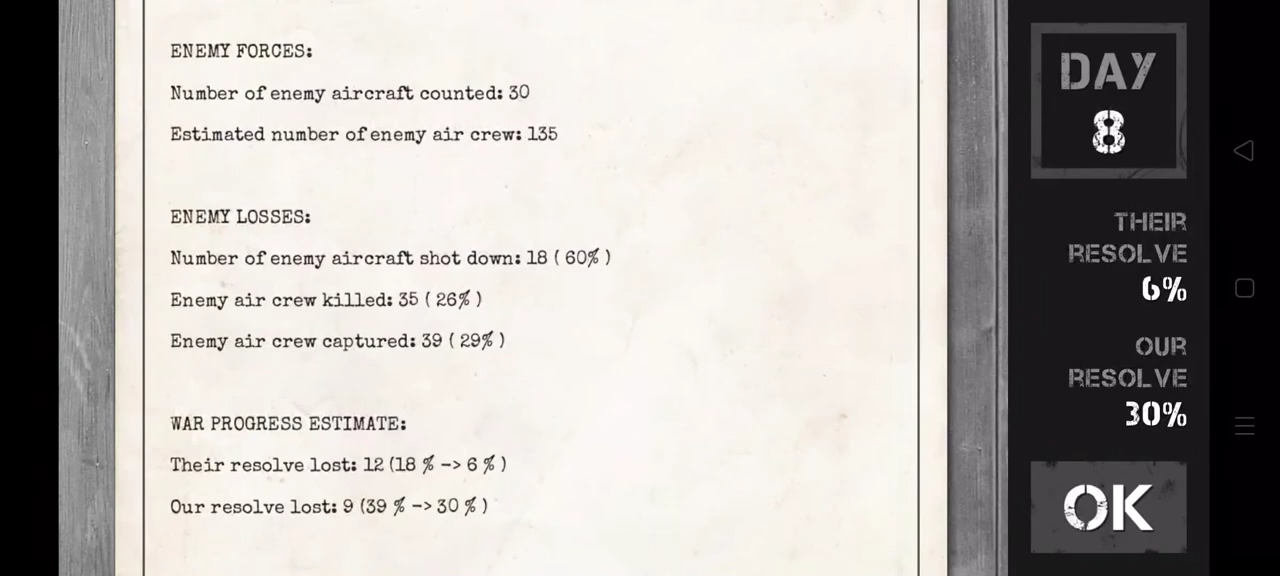 ENEMY FORCES:
Number of enemy aircraft counted: 30
Estimated number of enemy air crew: 135
ENEMY LOSSES:
Number of enemy aircraft shot down: 18 ( 60% )
Enemy air crew killed: 35 ( 26% )
Enemy air crew captured: 39 ( 29% )
WAR PROGRESS ESTIMATE:
Their resolve lost: 12 (18 % -> 6 % )
Our resolve lost: 9 (39 % -> 30 % )
DAY
8
THEIR
RESOLVE
6%
OUR
RESOLVE
30%
OK